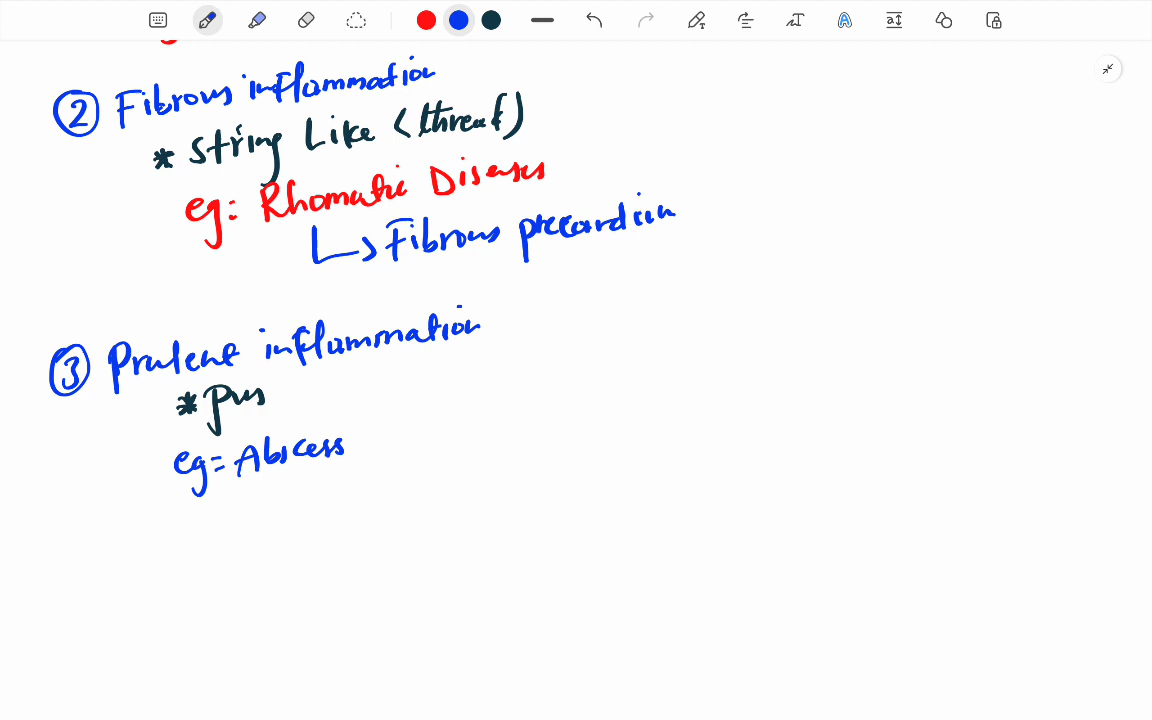 ② Fibrous inflammation
* String Like (thread)
eg: Rhomatic Diseases
↳ Fibrous precardium
③ Prulent inflammation
* Pus
eg = Abscess